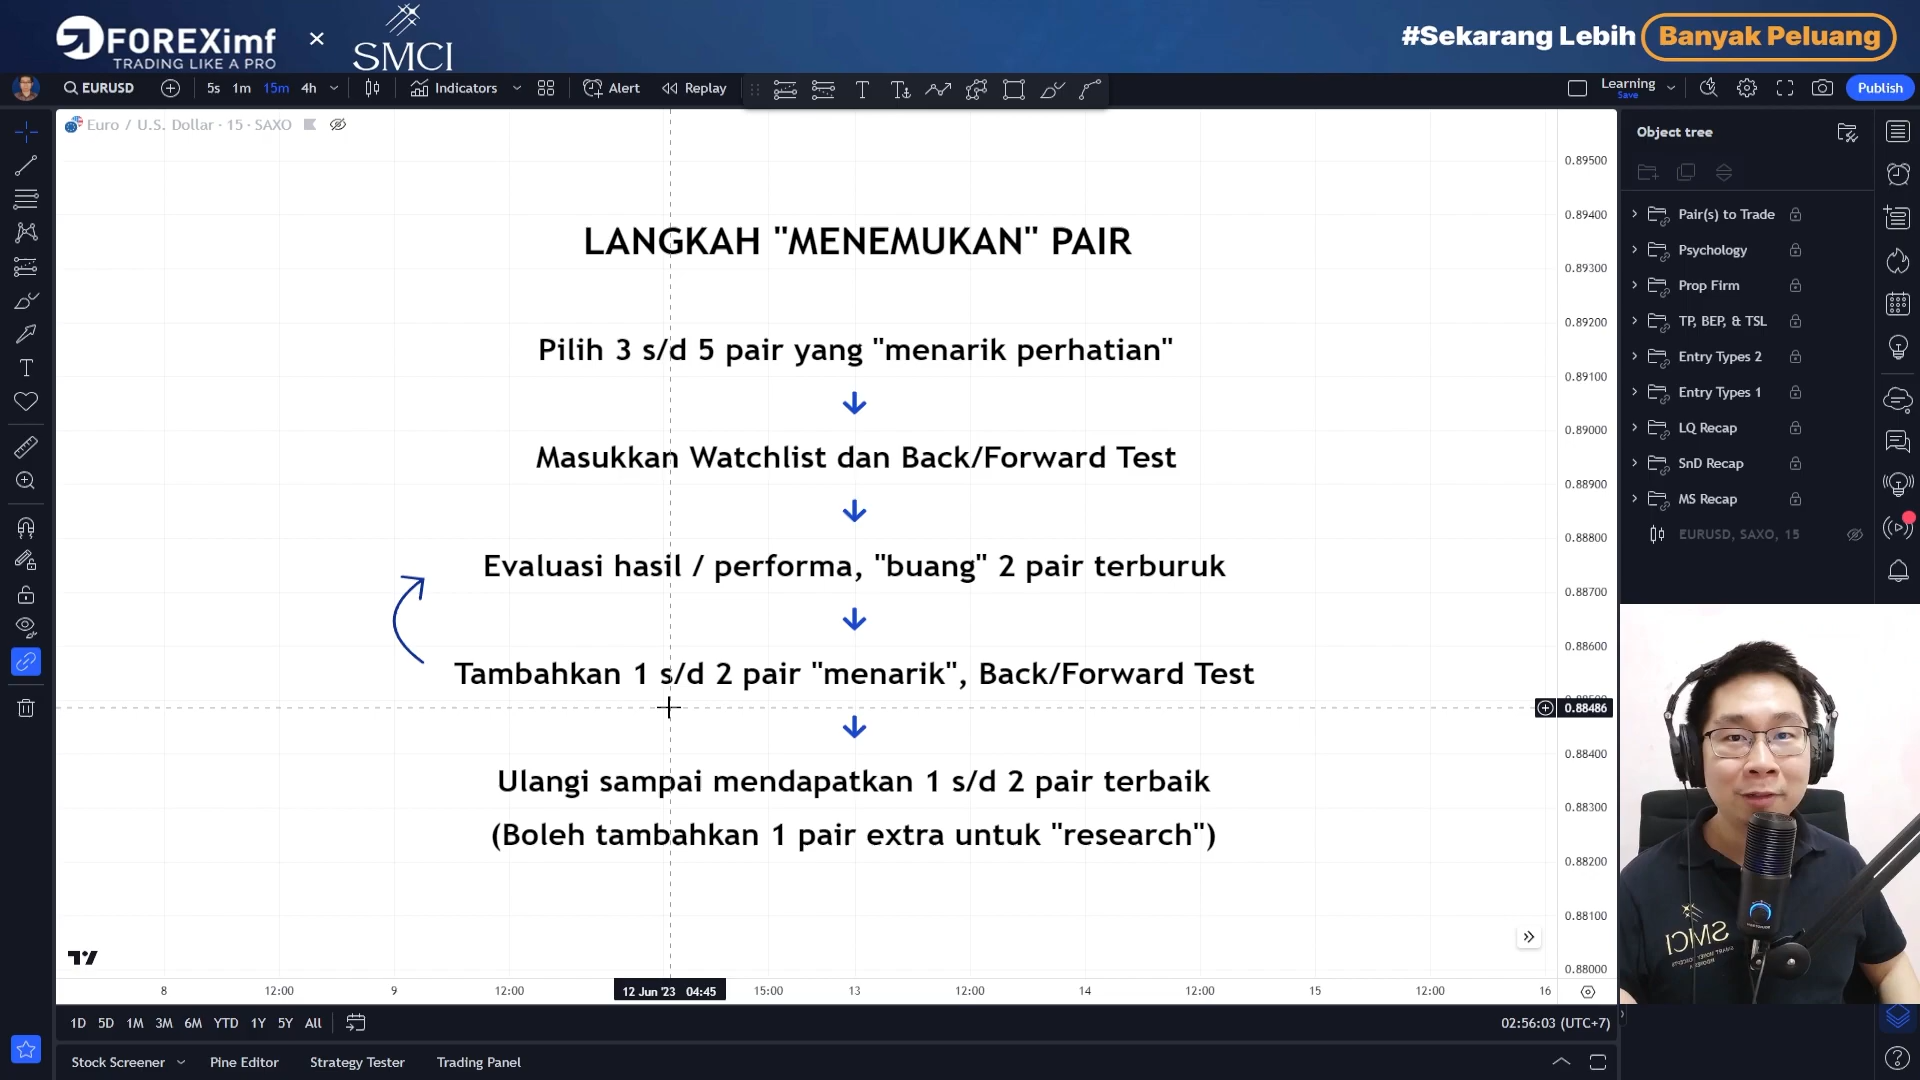 FOREXimf
TRADING LIKE A PRO
×
SMCI
#Sekarang Lebih Banyak Peluang
EURUSD
5s 1m 15m 4h
Indicators
Alert
Replay
Learning
Save
Publish
Euro / U.S. Dollar · 15 · SAXO
LANGKAH "MENEMUKAN" PAIR
Pilih 3 s/d 5 pair yang "menarik perhatian"
Masukkan Watchlist dan Back/Forward Test
Evaluasi hasil / performa, "buang" 2 pair terburuk
Tambahkan 1 s/d 2 pair "menarik", Back/Forward Test
Ulangi sampai mendapatkan 1 s/d 2 pair terbaik
(Boleh tambahkan 1 pair extra untuk "research")
0.89500
0.89400
0.89300
0.89200
0.89100
0.89000
0.88900
0.88800
0.88700
0.88600
0.88486
0.88400
0.88300
0.88200
0.88100
0.88000
Object tree
Pair(s) to Trade
Psychology
Prop Firm
TP, BEP, & TSL
Entry Types 2
Entry Types 1
LQ Recap
SnD Recap
MS Recap
EURUSD, SAXO, 15
SMCI
8 12:00 9 12:00 12 Jun '23 04:45 15:00 13 12:00 14 12:00 15 12:00 16
1D 5D 1M 3M 6M YTD 1Y 5Y All
02:56:03 (UTC+7)
Stock Screener
Pine Editor
Strategy Tester
Trading Panel